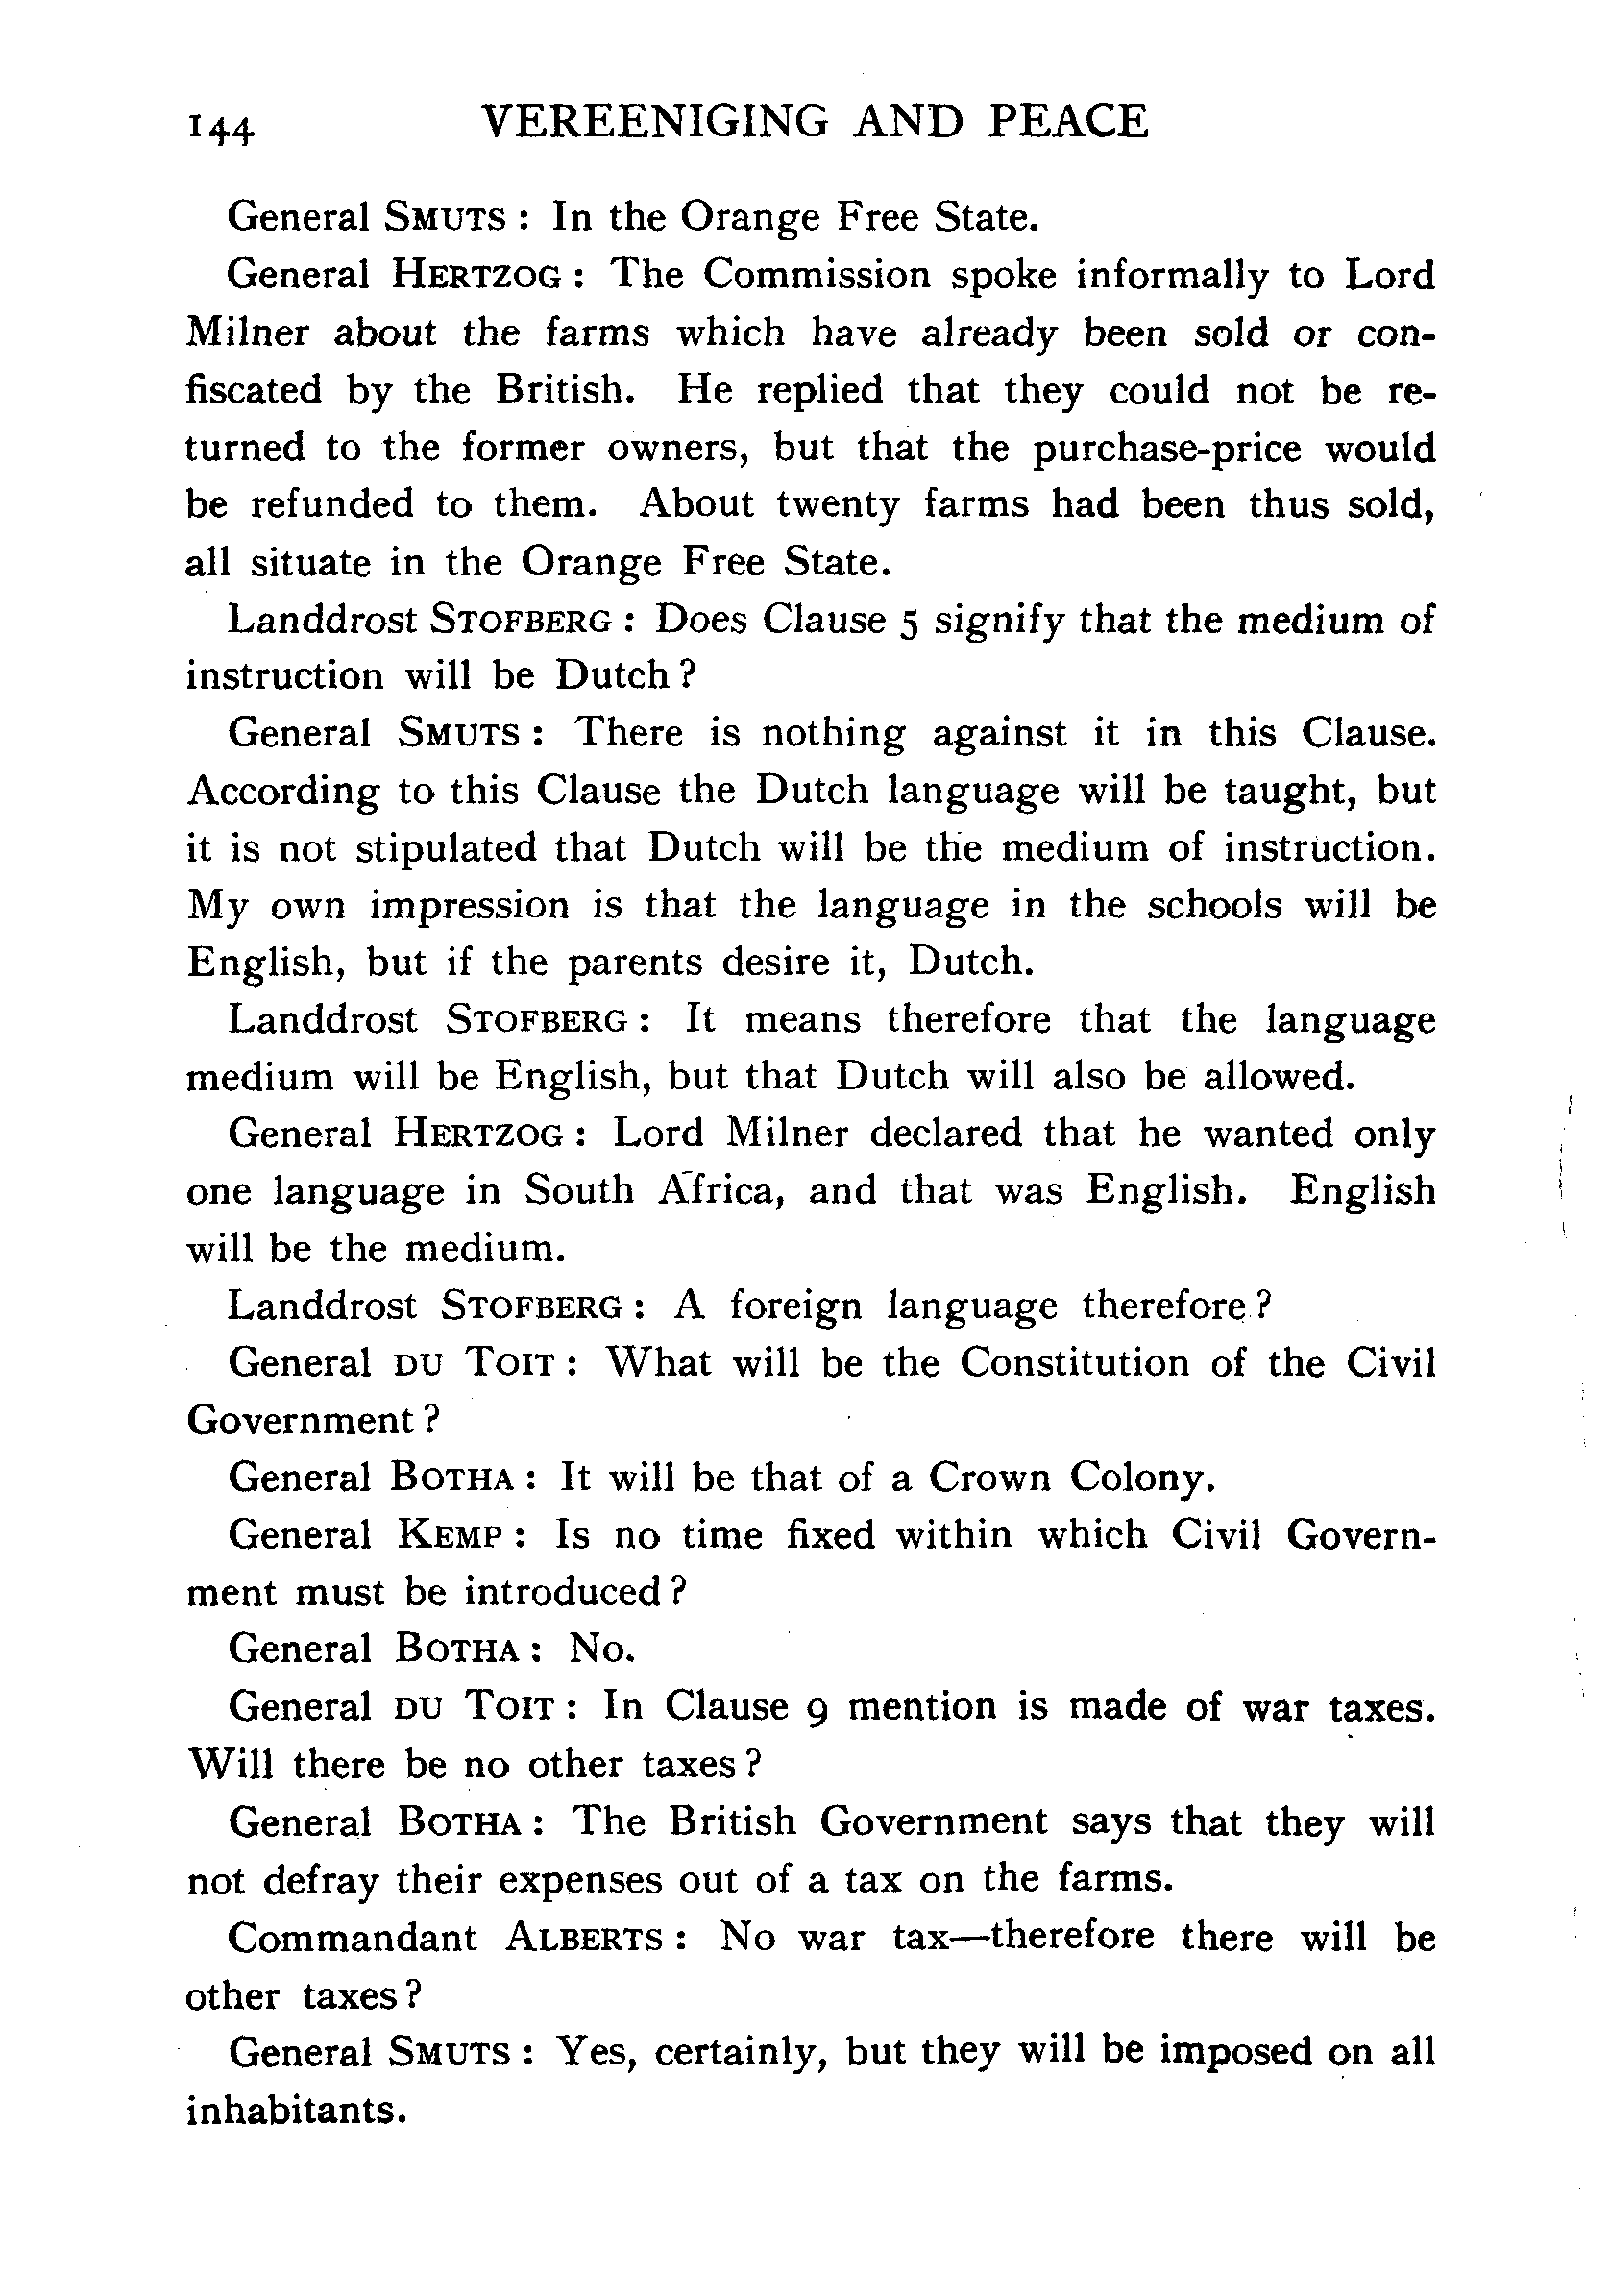 144 VEREENIGING AND PEACE
General SMUTS : In the Orange Free State.
General HERTZOG : The Commission spoke informally to Lord
Milner about the farms which have already been sold or con-
fiscated by the British. He replied that they could not be re-
turned to the former owners, but that the purchase-price would
be refunded to them. About twenty farms had been thus sold,
all situate in the Orange Free State.
Landdrost STOFBERG : Does Clause 5 signify that the medium of
instruction will be Dutch ?
General SMUTS : There is nothing against it in this Clause.
According to this Clause the Dutch language will be taught, but
it is not stipulated that Dutch will be the medium of instruction.
My own impression is that the language in the schools will be
English, but if the parents desire it, Dutch.
Landdrost STOFBERG : It means therefore that the language
medium will be English, but that Dutch will also be allowed.
General HERTZOG : Lord Milner declared that he wanted only
one language in South Africa, and that was English. English
will be the medium.
Landdrost STOFBERG : A foreign language therefore ?
General DU TOIT : What will be the Constitution of the Civil
Government ?
General BOTHA : It will be that of a Crown Colony.
General KEMP : Is no time fixed within which Civil Govern-
ment must be introduced ?
General BOTHA : No.
General DU TOIT : In Clause 9 mention is made of war taxes.
Will there be no other taxes ?
General BOTHA : The British Government says that they will
not defray their expenses out of a tax on the farms.
Commandant ALBERTS : No war tax—therefore there will be
other taxes ?
General SMUTS : Yes, certainly, but they will be imposed on all
inhabitants.